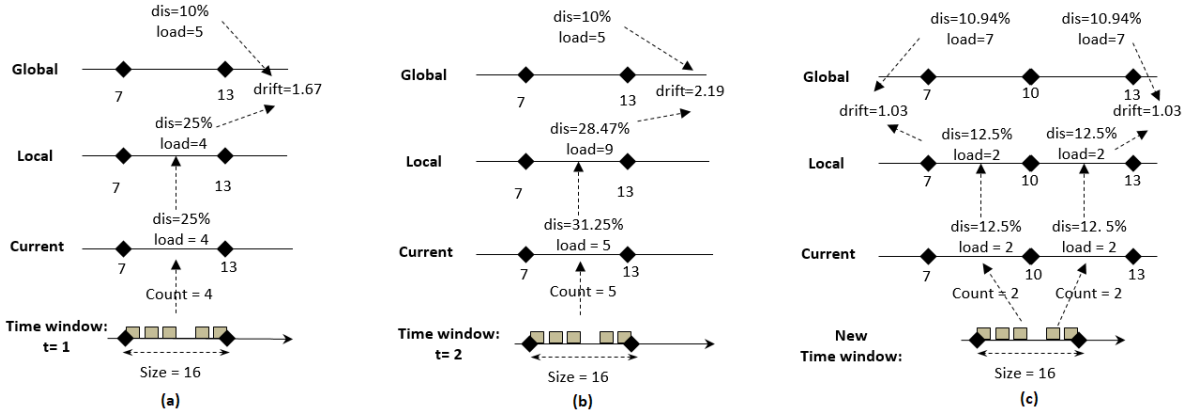 dis=10%
load=5
Global
7
13
drift=1.67
dis=25%
load=4
Local
7
13
dis=25%
load = 4
Current
7
13
Count = 4
Time window:
t= 1
Size = 16
(a)
dis=10%
load=5
Global
7
13
drift=2.19
dis=28.47%
load=9
Local
7
13
dis=31.25%
load = 5
Current
7
13
Count = 5
Time window:
t= 2
Size = 16
(b)
dis=10.94%
load=7
dis=10.94%
load=7
Global
7
10
13
drift=1.03
drift=1.03
dis=12.5%
load=2
dis=12.5%
load=2
Local
7
10
13
dis=12.5%
load = 2
dis=12. 5%
load = 2
Current
7
10
13
Count = 2
Count = 2
New
Time window:
Size = 16
(c)